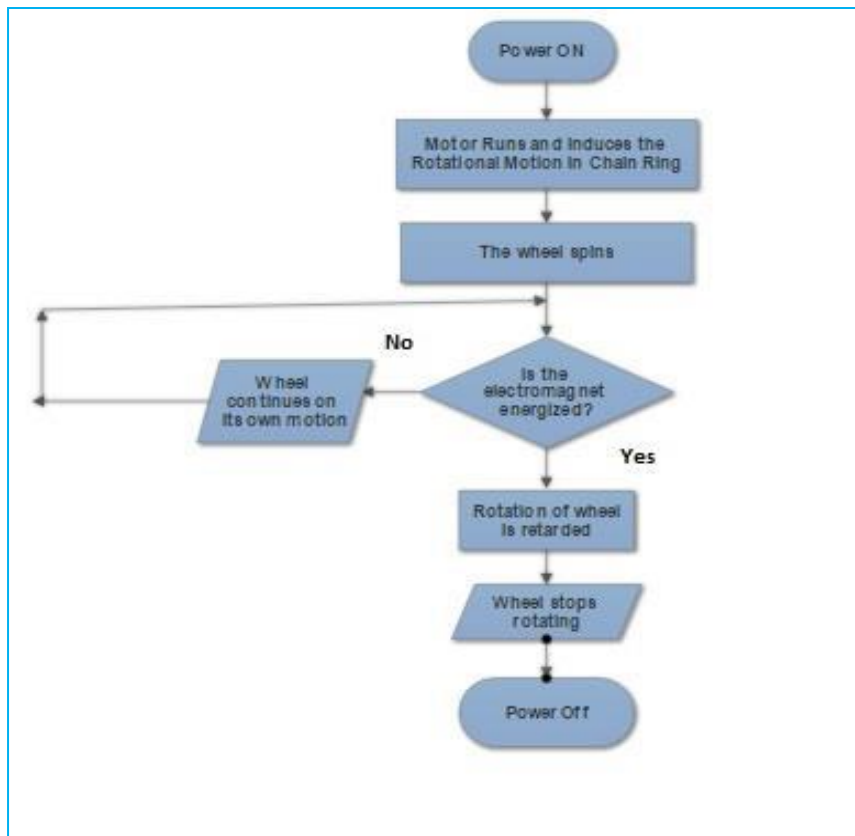 Power ON
Motor Runs and Induces the
Rotational Motion in Chain Ring
The wheel spins
No
Is the
electromagnet
energized?
Wheel
continues on
its own motion
Yes
Rotation of wheel
is retarded
Wheel stops
rotating
Power Off